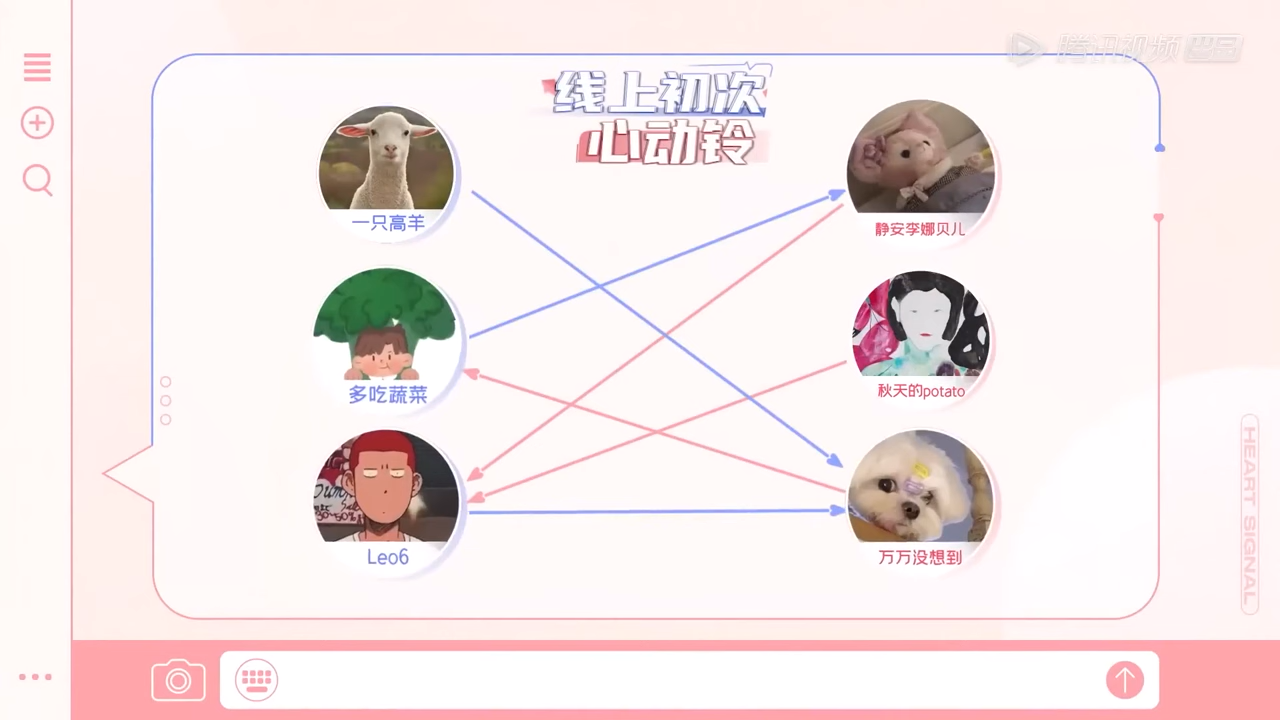 腾讯视频 出品
线上初次
心动铃
一只高羊
静安李娜贝儿
多吃蔬菜
秋天的potato
Leo6
万万没想到
HEART SIGNAL